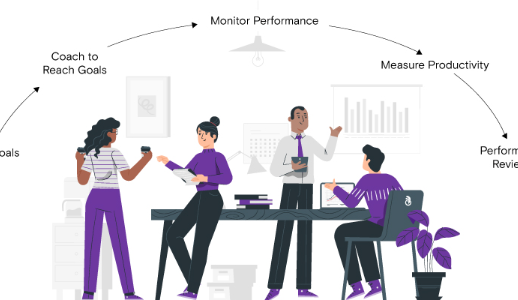 Monitor Performance
Coach to
Reach Goals
Measure Productivity
oals
Perform
Revie